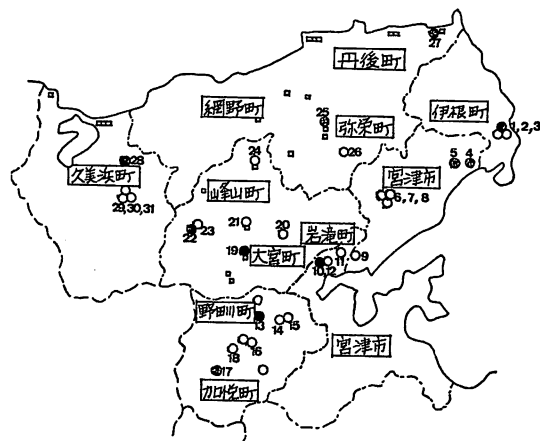 27
丹後町
網野町
伊根町
1,2,3
25
弥栄町
5 4
24
26
28
久美浜町
宮津市
峰山町
6,7,8
29,30,31
21
20
岩滝町
23
22
19
大宮町
11
9
10,12
野田川町
13
14 15
宮津市
16
18
17
加悦町